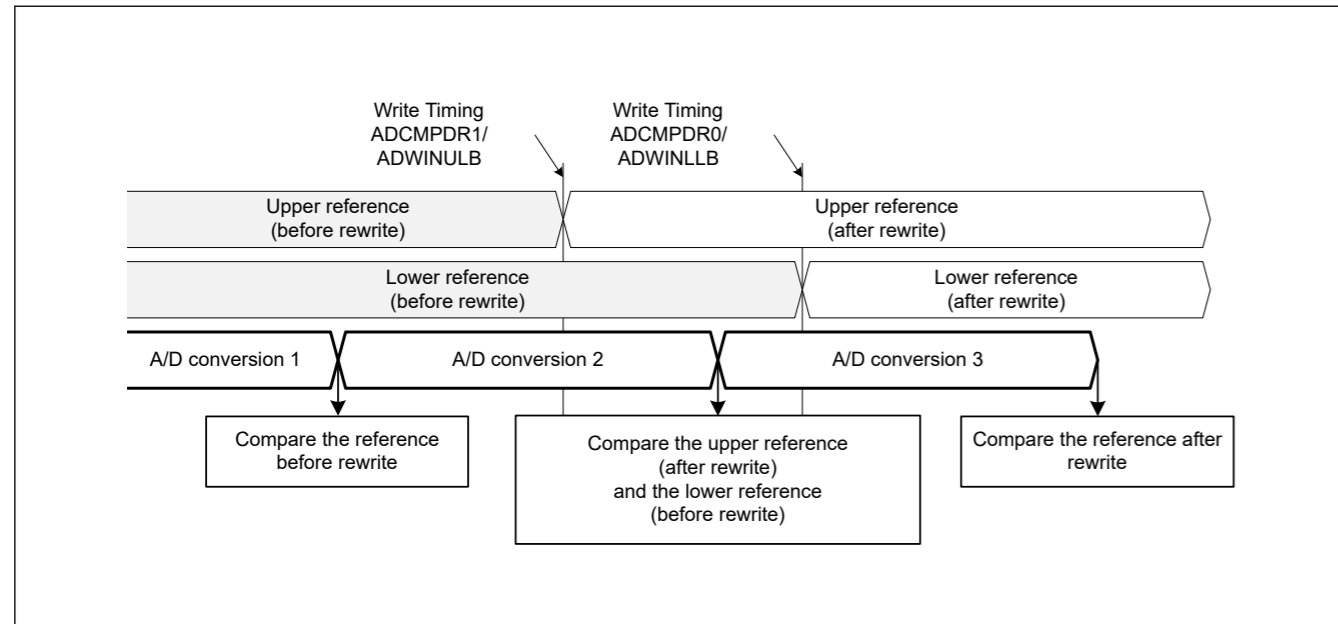 Write Timing
ADCMPDR1/
ADWINULB
Write Timing
ADCMPDR0/
ADWINLLB
Upper reference
(before rewrite)
Upper reference
(after rewrite)
Lower reference
(before rewrite)
Lower reference
(after rewrite)
A/D conversion 1
A/D conversion 2
A/D conversion 3
Compare the reference
before rewrite
Compare the upper reference
(after rewrite)
and the lower reference
(before rewrite)
Compare the reference after
rewrite